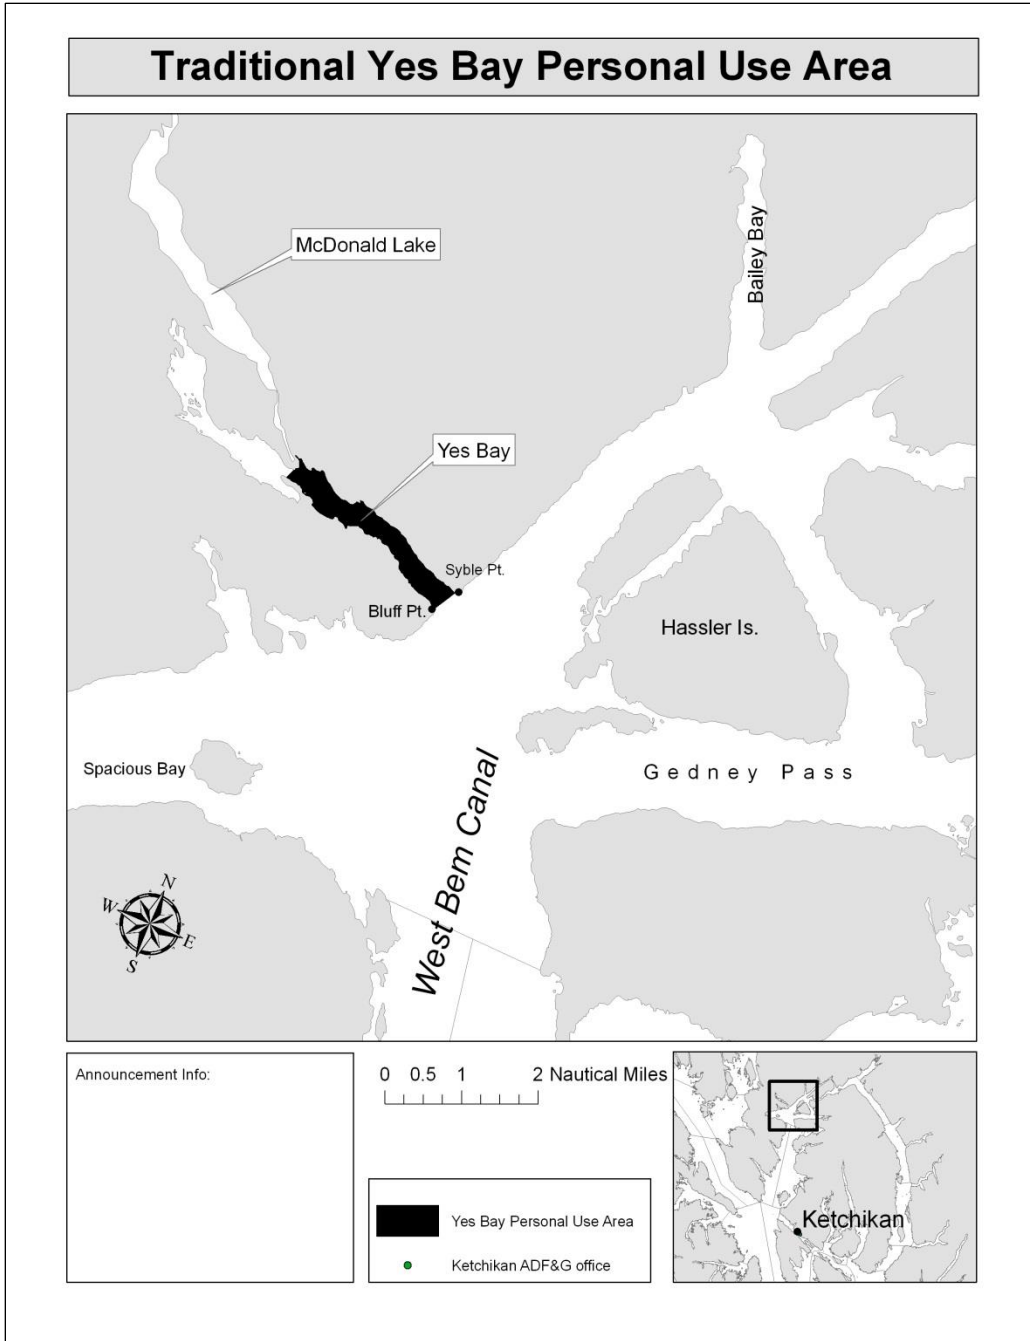 Traditional Yes Bay Personal Use Area
McDonald Lake
Bailey Bay
Yes Bay
Syble Pt.
Bluff Pt.
Hassler Is.
Spacious Bay
Gedney Pass
West Bem Canal
N
W
E
S
Announcement Info:
0 0.5 1 2 Nautical Miles
Yes Bay Personal Use Area
Ketchikan ADF&G office
Ketchikan